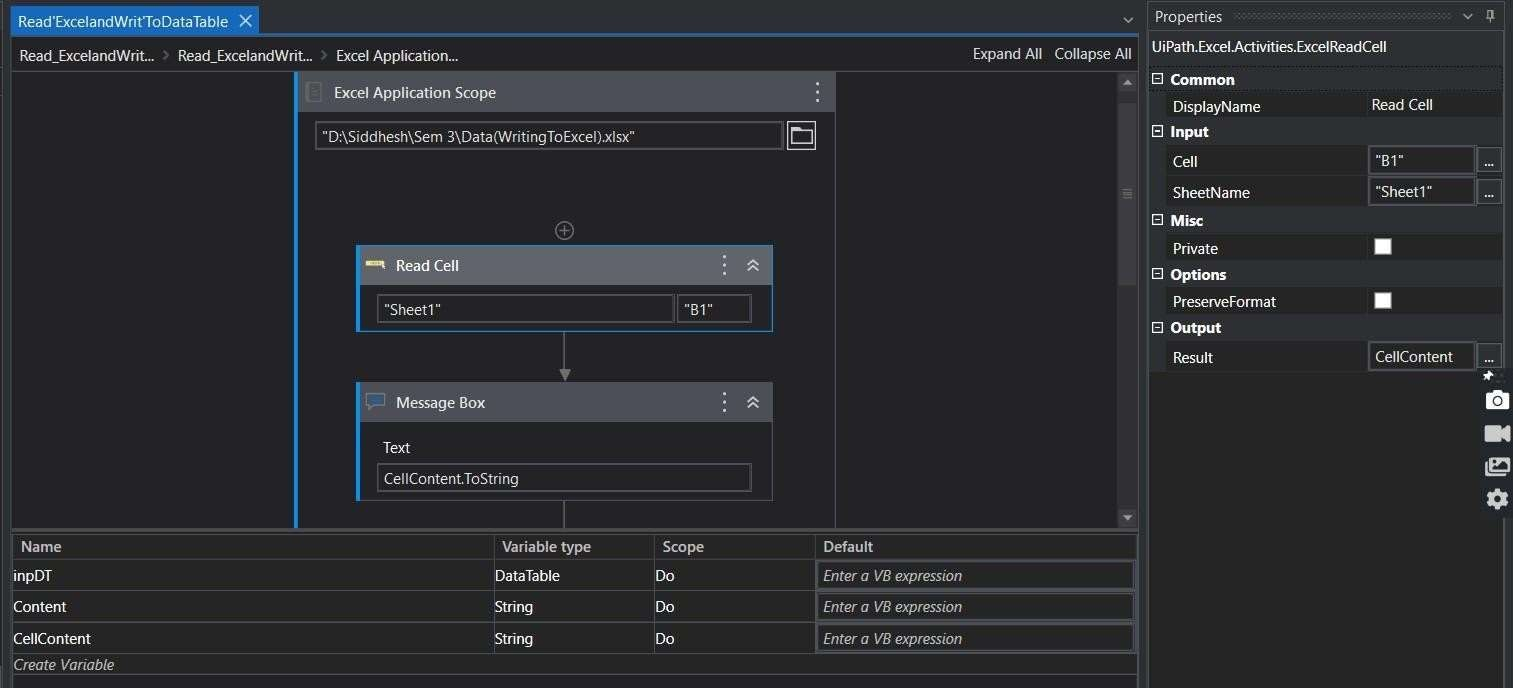 Read'ExcelandWrit'ToDataTable
Read_ExcelandWrit... > Read_ExcelandWrit... > Excel Application...
Expand All Collapse All
Excel Application Scope
"D:\Siddhesh\Sem 3\Data(WritingToExcel).xlsx"
Read Cell
"Sheet1" "B1"
Message Box
Text
CellContent.ToString
Name Variable type Scope Default
inpDT DataTable Do Enter a VB expression
Content String Do Enter a VB expression
CellContent String Do Enter a VB expression
Create Variable
Properties
UiPath.Excel.Activities.ExcelReadCell
Common
DisplayName Read Cell
Input
Cell "B1" ...
SheetName "Sheet1" ...
Misc
Private
Options
PreserveFormat
Output
Result CellContent ...